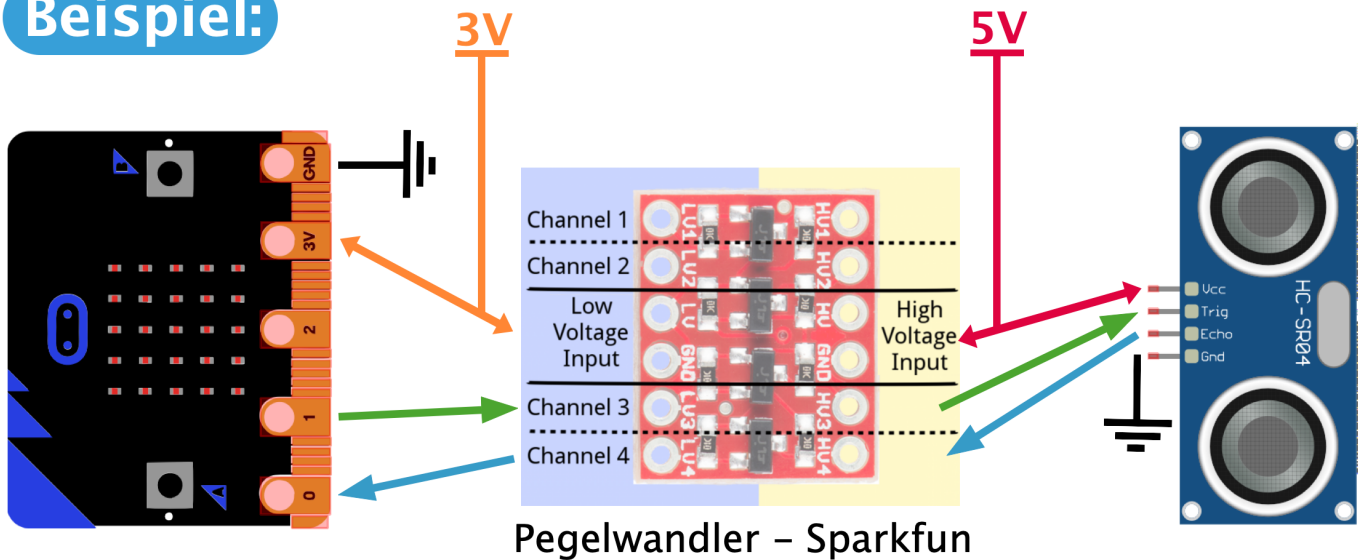 Beispiel:
3V
5V
GND
3V
2
1
0
B
A
Channel 1
Channel 2
Low
Voltage
Input
Channel 3
Channel 4
LV1
LV2
LV
GND
LV3
LV4
HV1
HV2
HV
GND
HV3
HV4
High
Voltage
Input
Vcc
Trig
Echo
Gnd
HC-SR04
Pegelwandler – Sparkfun